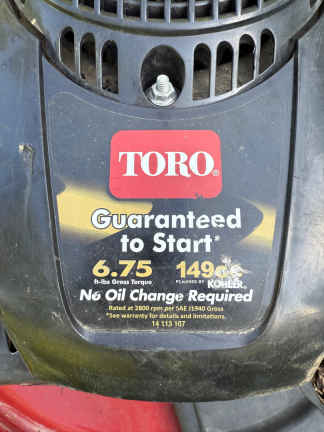 TORO®
Guaranteed
to Start*
6.75 149cc
ft-lbs Gross Torque POWERED BY KOHLER
No Oil Change Required
Rated at 2800 rpm per SAE J1940 Gross
*See warranty for details and limitations.
14 113 107